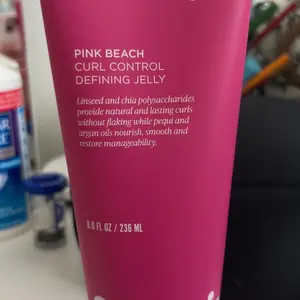 PINK BEACH
CURL CONTROL
DEFINING JELLY
Linseed and chia polysaccharides
provide natural and lasting curls
without flaking while pequi and
argan oils nourish, smooth and
restore manageability.
8.0 FL OZ / 236 ML